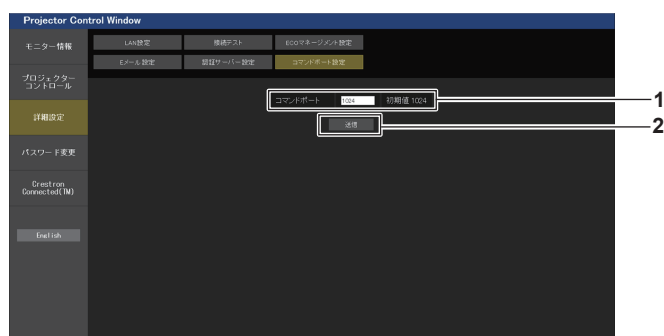 Projector Control Window
モニター情報
LAN設定
接続テスト
ECOマネージメント設定
Eメール設定
認証サーバー設定
コマンドポート設定
プロジェクター
コントロール
コマンドポート 1024 初期値 1024
1
送信
2
詳細設定
パスワード変更
Crestron
Connected(TM)
English